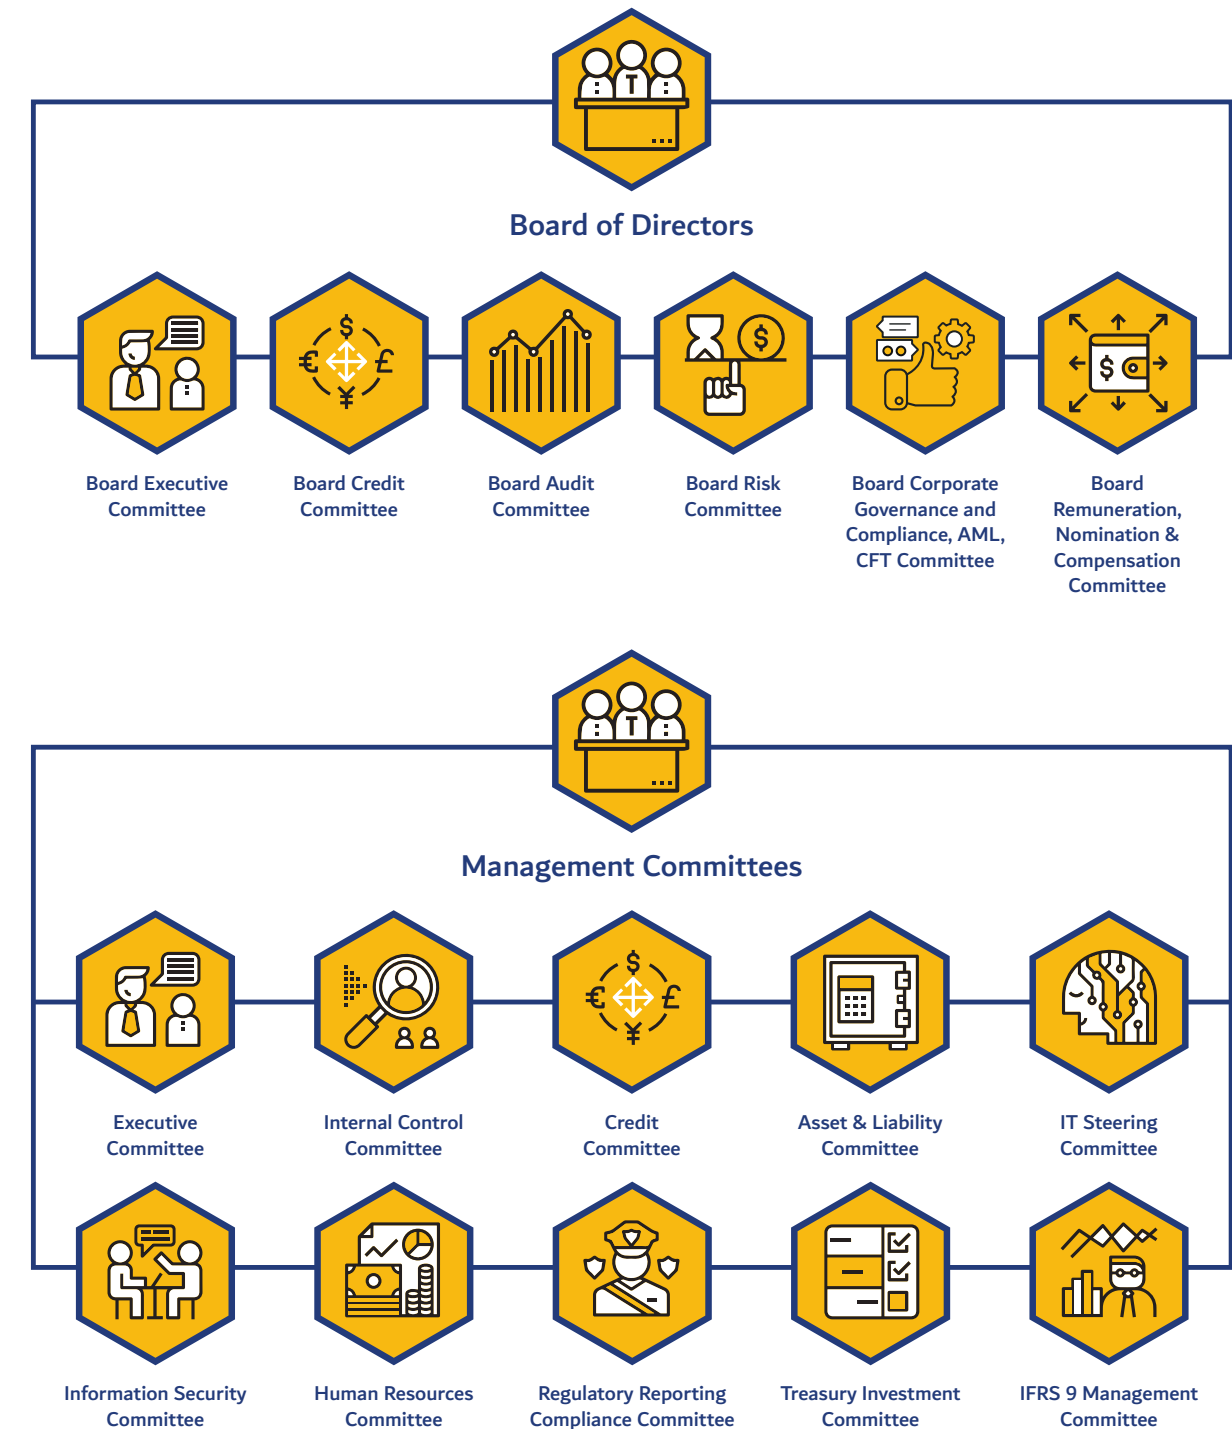 Board of Directors
Board Executive
Committee
Board Credit
Committee
Board Audit
Committee
Board Risk
Committee
Board Corporate
Governance and
Compliance, AML,
CFT Committee
Board
Remuneration,
Nomination &
Compensation
Committee
Management Committees
Executive
Committee
Internal Control
Committee
Credit
Committee
Asset & Liability
Committee
IT Steering
Committee
Information Security
Committee
Human Resources
Committee
Regulatory Reporting
Compliance Committee
Treasury Investment
Committee
IFRS 9 Management
Committee